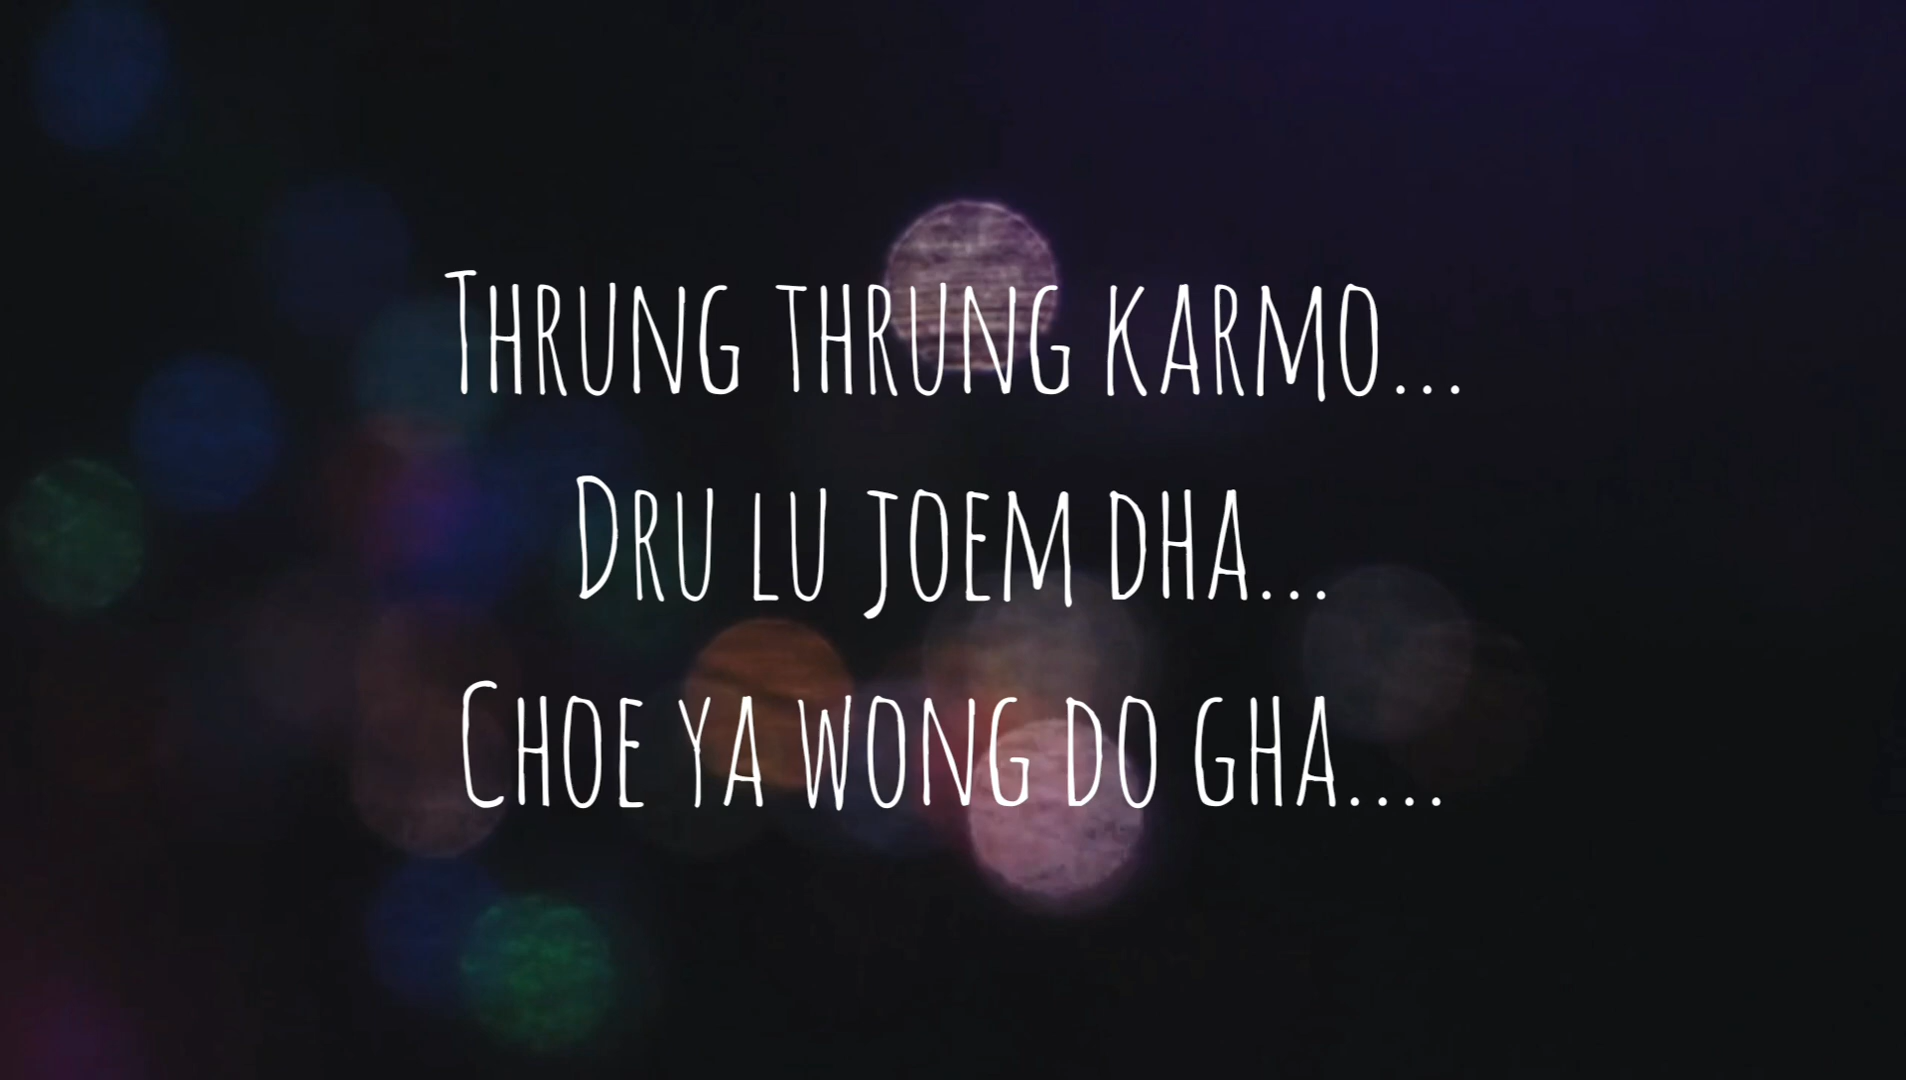 Thrung thrung karmo...
Dru lu joem dha...
Choe ya wong do gha....